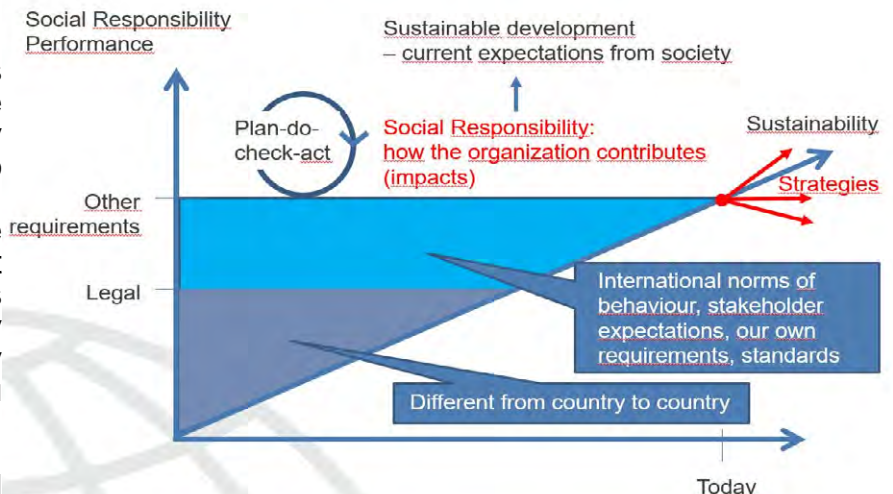 Social Responsibility
Performance
Sustainable development
– current expectations from society
Plan-do-
check-act
Social Responsibility:
how the organization contributes
(impacts)
Sustainability
Strategies
Other
requirements
Legal
International norms of
behaviour, stakeholder
expectations, our own
requirements, standards
Different from country to country
Today